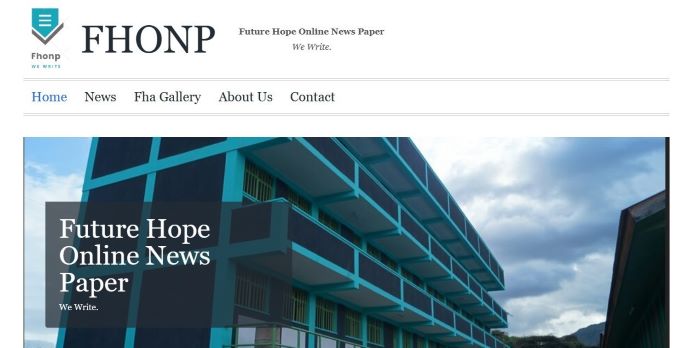 Fhonp
WE WRITE
FHONP
Future Hope Online News Paper
We Write.
Home News Fha Gallery About Us Contact
Future Hope
Online News
Paper
We Write.